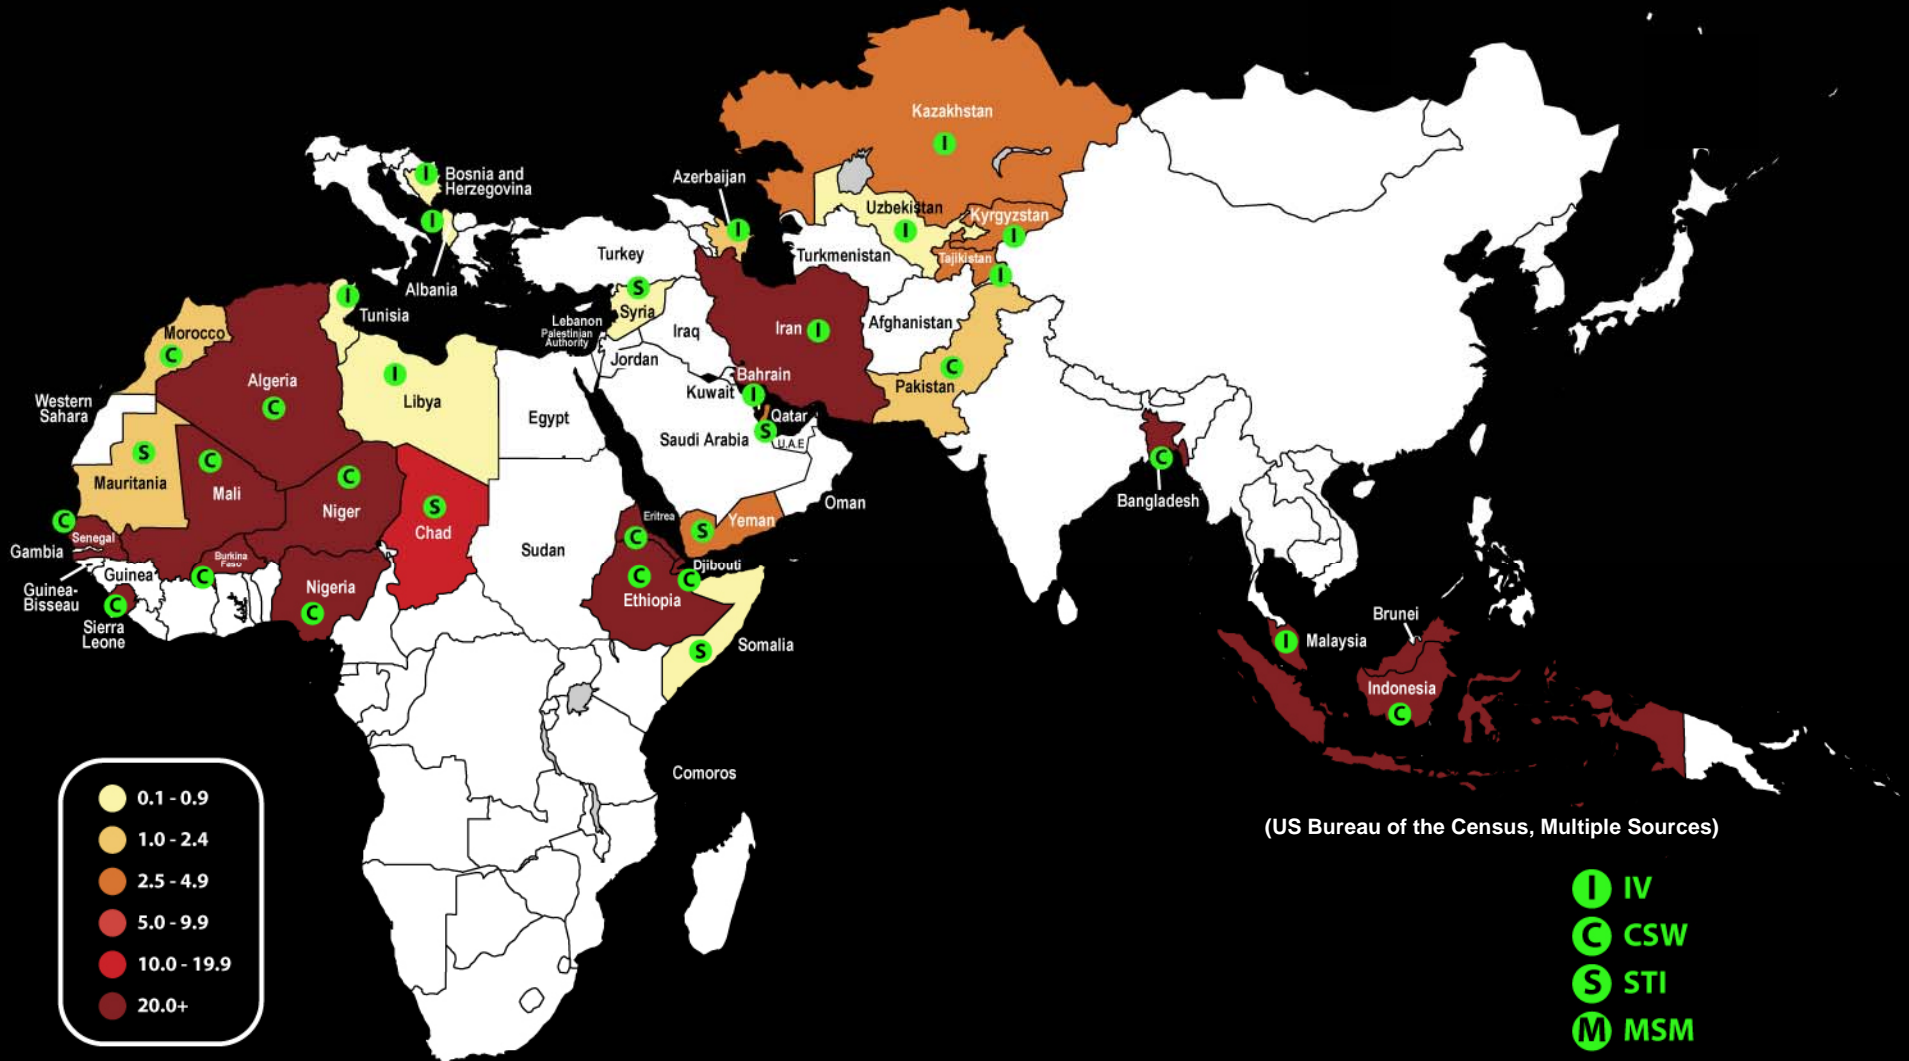 Kazakhstan
I
I
Bosnia and
Herzegovina
Azerbaijan
I
Uzbekistan
I
Kyrgyzstan
I
I
Albania
Turkey
Turkmenistan
Tajikistan
I
I
Tunisia
S
Syria
Lebanon
Palestinian
Authority
Iraq
Jordan
Iran
I
Afghanistan
Morocco
C
Algeria
C
I
Libya
Egypt
Bahrain
Kuwait
I
Qatar
S
U.A.E
Saudi Arabia
C
Pakistan
Western
Sahara
S
Mauritania
C
Mali
C
Niger
S
Chad
Sudan
Eritrea
C
S
Yeman
Oman
C
Bangladesh
C
Senegal
Gambia
Guinea-
Bisseau
Guinea
Burkina
Faso
C
C
Sierra
Leone
Nigeria
C
C
Ethiopia
Djibouti
C
S
Somalia
Brunei
I
Malaysia
Indonesia
C
Comoros
0.1 - 0.9
1.0 - 2.4
2.5 - 4.9
5.0 - 9.9
10.0 - 19.9
20.0+
(US Bureau of the Census, Multiple Sources)
I IV
C CSW
S STI
M MSM